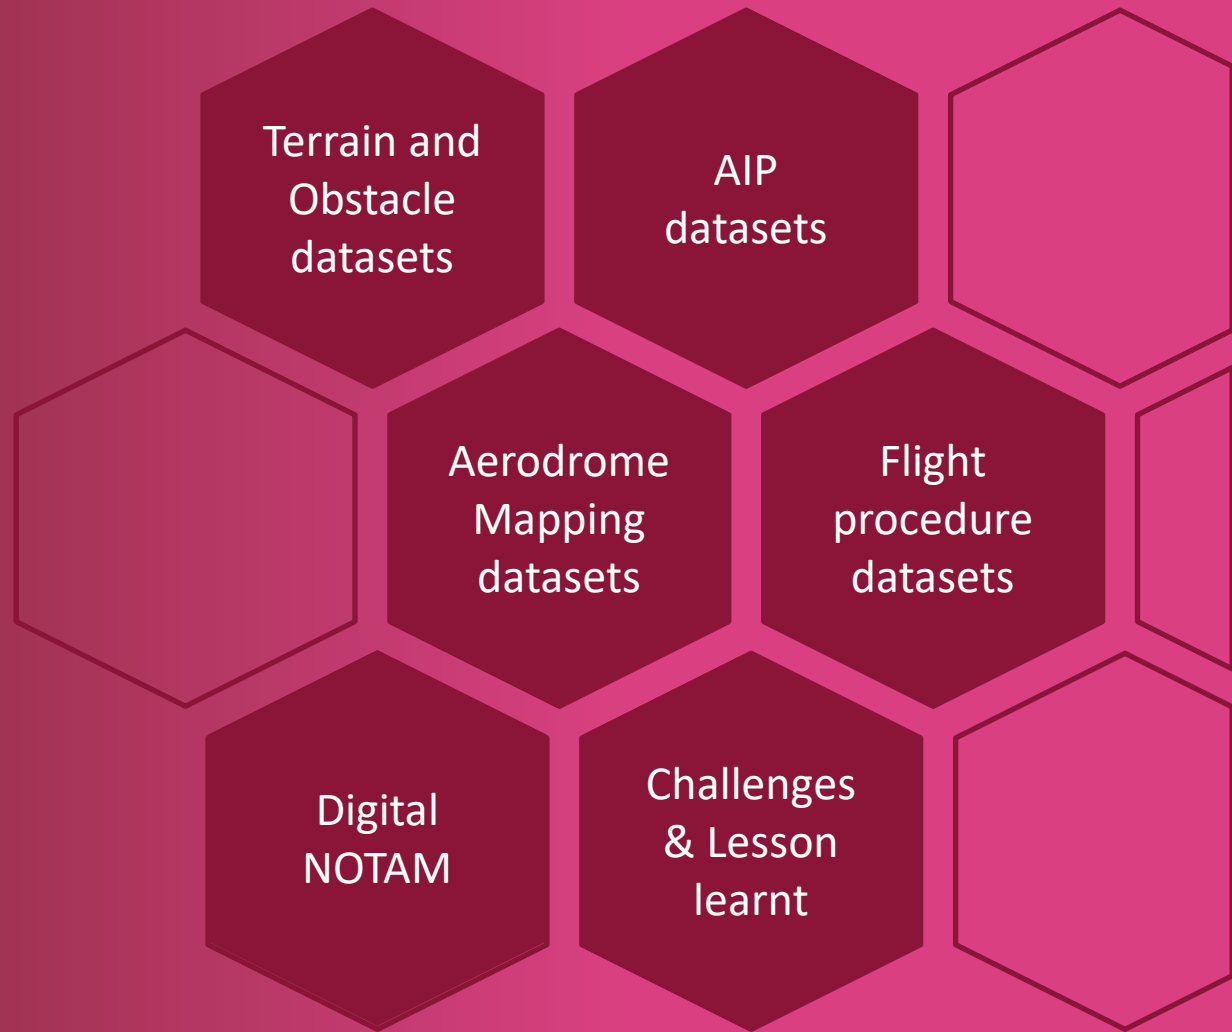 Terrain and
Obstacle
datasets
AIP
datasets
Aerodrome
Mapping
datasets
Flight
procedure
datasets
Digital
NOTAM
Challenges
& Lesson
learnt